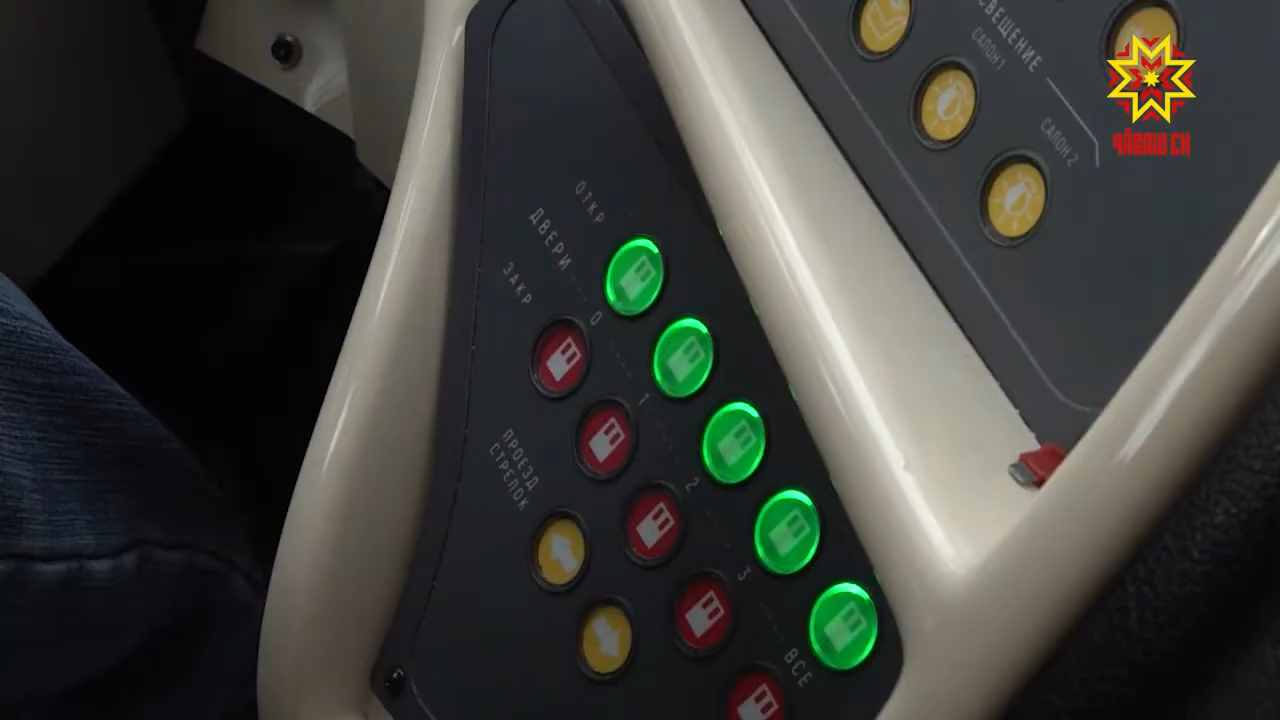 ОСВЕЩЕНИЕ
САЛОН 1
САЛОН 2
ЧӐВАШ ЕН
ОТКР
ДВЕРИ
ЗАКР
0
1
2
3
ВСЕ
ПРОЕЗД
СТРЕЛОК